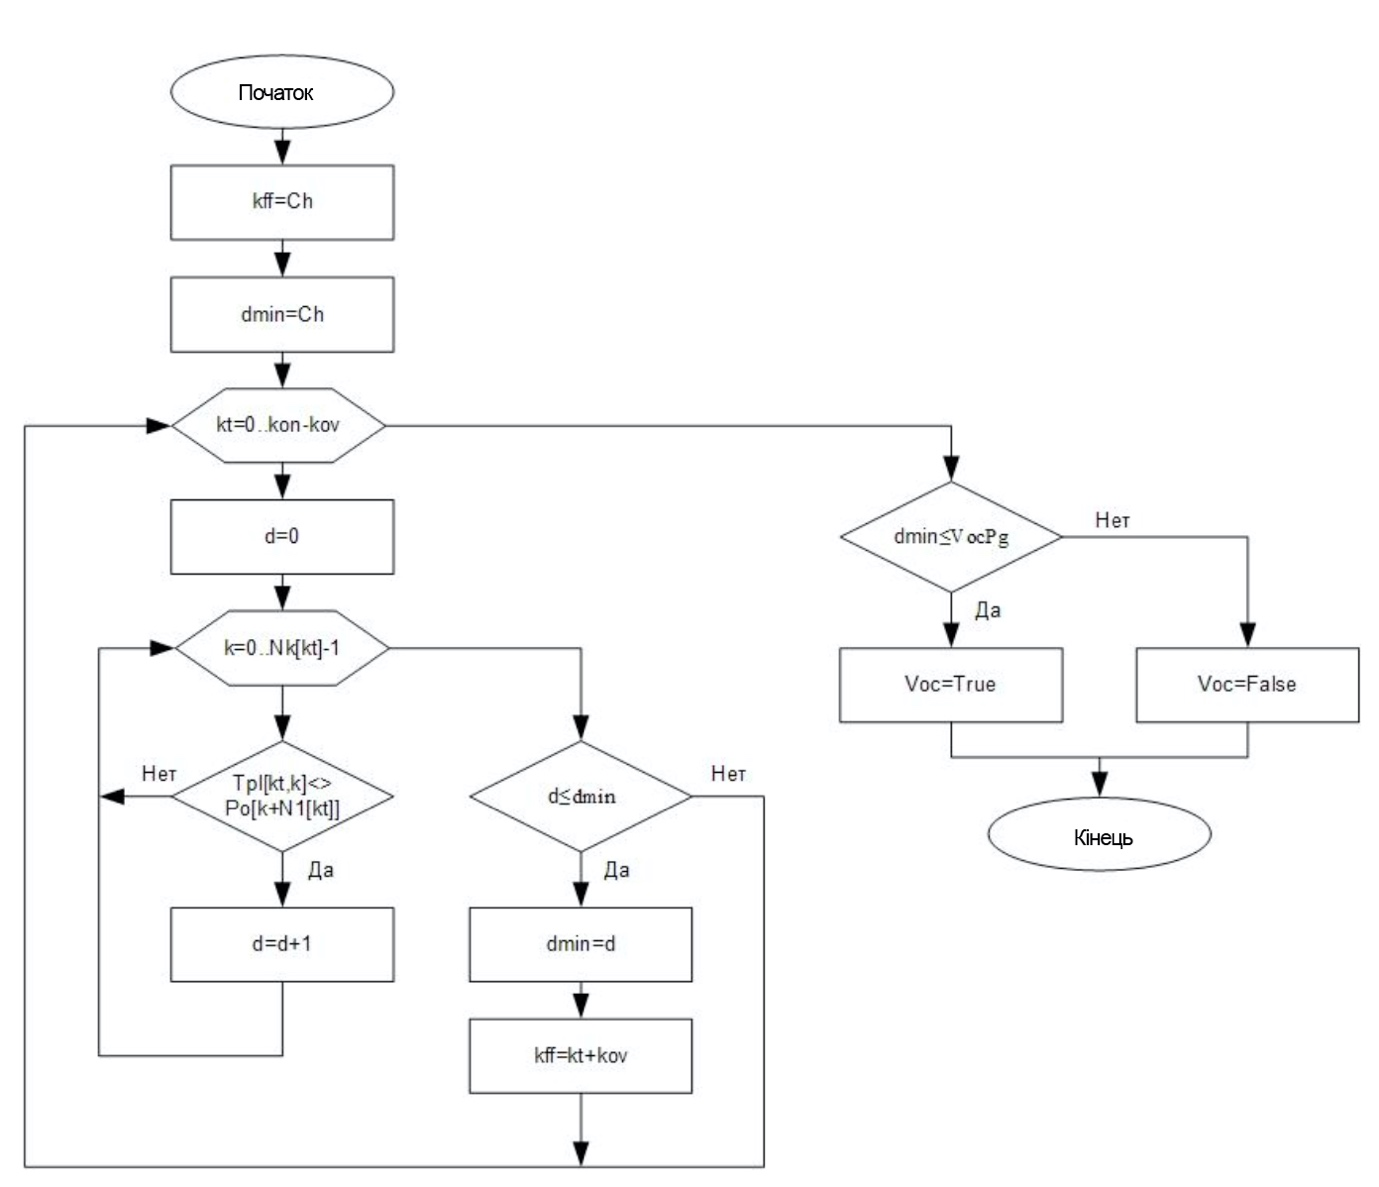 Початок
kff=Ch
dmin=Ch
kt=0..kon-kov
d=0
k=0..Nk[kt]-1
Нет
Tpl[kt,k]<>
Po[k+N1[kt]]
Да
d=d+1
d≤dmin
Нет
Да
dmin=d
kff=kt+kov
dmin≤VocPg
Нет
Да
Voc=True
Voc=False
Кінець